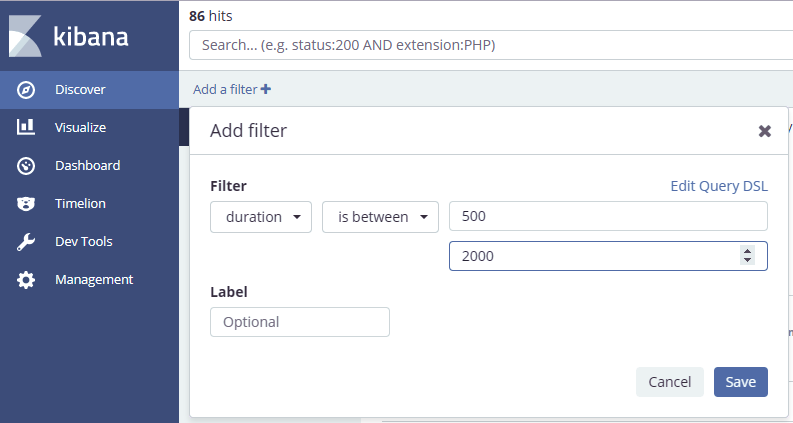 kibana
Discover
Visualize
Dashboard
Timelion
Dev Tools
Management
86 hits
Search... (e.g. status:200 AND extension:PHP)
Add a filter +
Add filter
Filter
Edit Query DSL
duration
is between
500
2000
Label
Optional
Cancel
Save